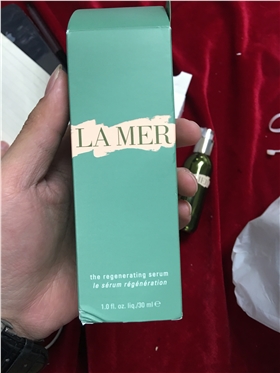 LA MER
the regenerating serum
le sérum régénération
1.0 fl. oz. liq./30 ml ℮